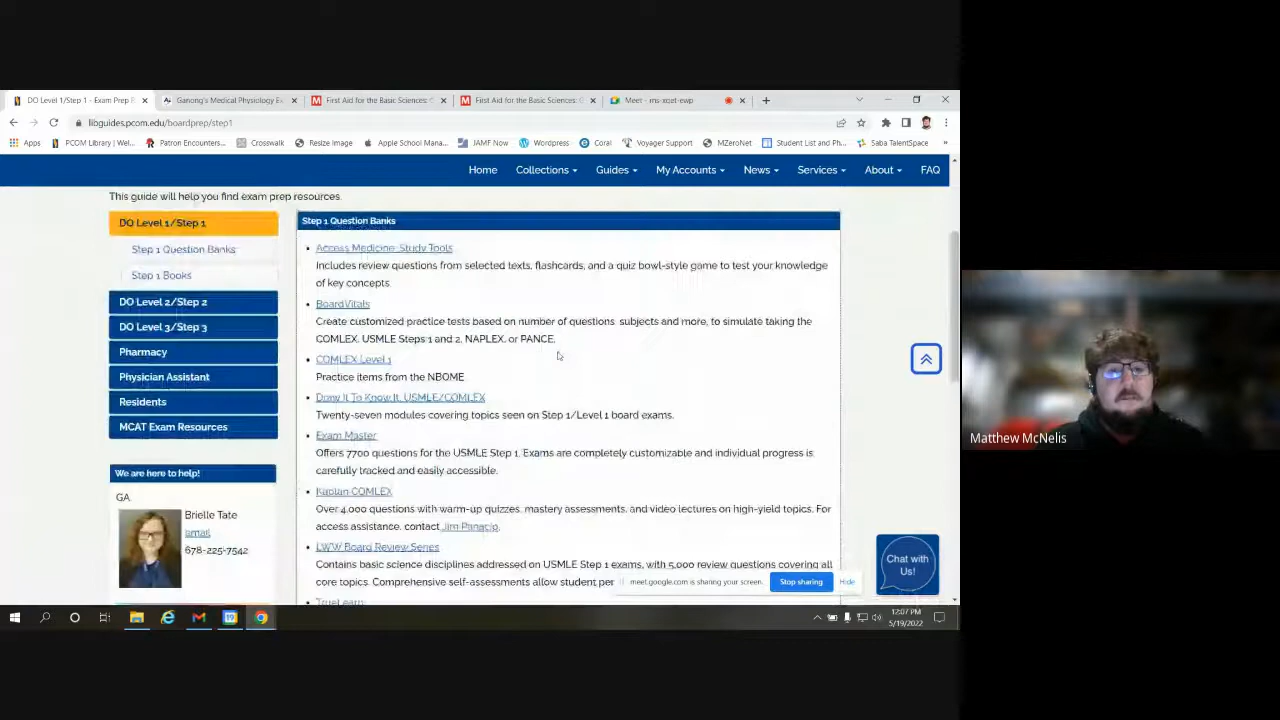 DO Level 1/Step 1 - Exam Prep R
Ganong's Medical Physiology Ex
First Aid for the Basic Sciences: O
First Aid for the Basic Sciences: O
Meet - ms-xqet-ewp
libguides.pcom.edu/boardprep/step1
Apps
PCOM Library | Wel...
Patron Encounters...
Crosswalk
Resize Image
Apple School Mana...
JAMF Now
Wordpress
Coral
Voyager Support
MZeroNet
Student List and Ph...
Saba TalentSpace
»
Home Collections Guides My Accounts News Services About FAQ
This guide will help you find exam prep resources.
DO Level 1/Step 1
Step 1 Question Banks
Step 1 Books
DO Level 2/Step 2
DO Level 3/Step 3
Pharmacy
Physician Assistant
Residents
MCAT Exam Resources
We are here to help!
GA
Brielle Tate
email
678-225-7542
Step 1 Question Banks
Access Medicine: Study Tools
Includes review questions from selected texts, flashcards, and a quiz bowl-style game to test your knowledge
of key concepts.
BoardVitals
Create customized practice tests based on number of questions, subjects and more, to simulate taking the
COMLEX, USMLE Steps 1 and 2, NAPLEX, or PANCE.
COMLEX Level 1
Practice items from the NBOME
Draw It To Know It, USMLE/COMLEX
Twenty-seven modules covering topics seen on Step 1/Level 1 board exams.
Exam Master
Offers 7700 questions for the USMLE Step 1. Exams are completely customizable and individual progress is
carefully tracked and easily accessible.
Kaplan COMLEX
Over 4,000 questions with warm-up quizzes, mastery assessments, and video lectures on high-yield topics. For
access assistance, contact Jim Panacio.
LWW Board Review Series
Contains basic science disciplines addressed on USMLE Step 1 exams, with 5,000 review questions covering all
core topics. Comprehensive self-assessments allow student per
TrueLearn
meet.google.com is sharing your screen.
Stop sharing
Hide
Chat with
Us!
12:07 PM
5/19/2022
Matthew McNelis